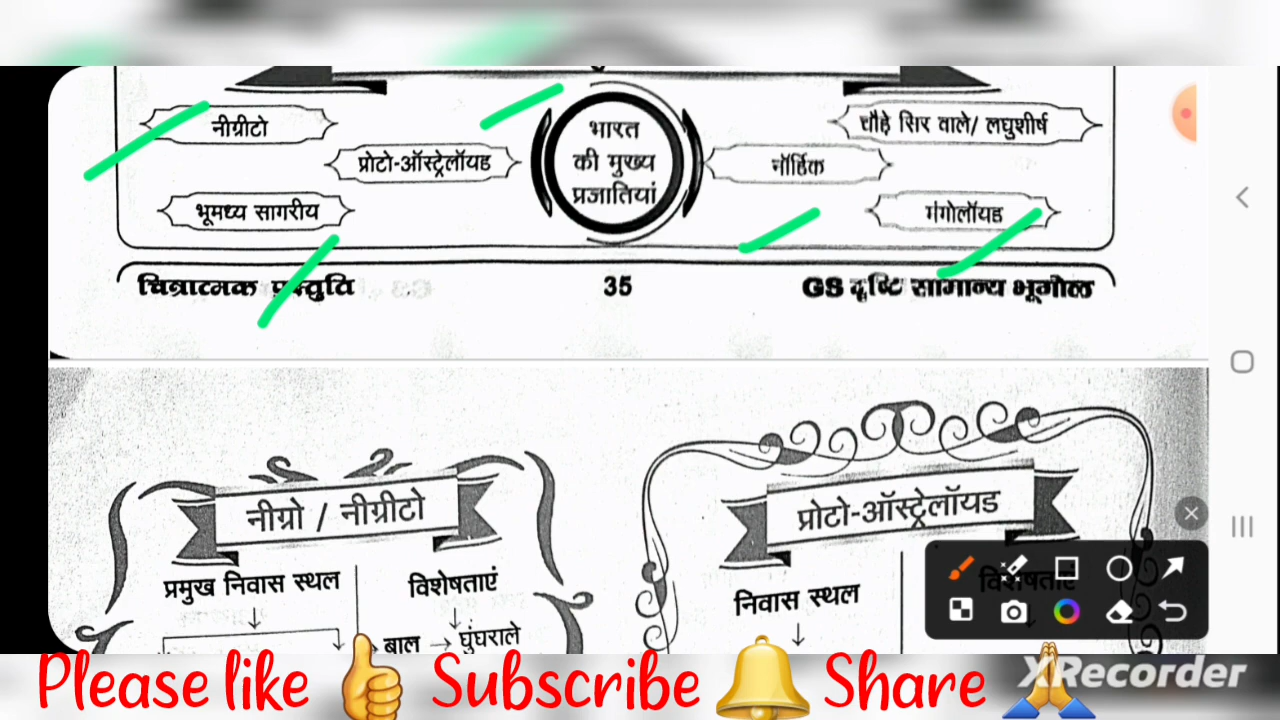 नीग्रीटो
प्रोटो-ऑस्ट्रेलॉयड
भूमध्य सागरीय
भारत
की मुख्य
प्रजातियां
चौड़े सिर वाले/ लघुशीर्ष
नॉर्डिक
मंगोलॉयड
चित्रात्मक प्रस्तुति
35
GS दृष्टि सामान्य भूगोल
नीग्रो / नीग्रीटो
प्रमुख निवास स्थल
विशेषताएं
बाल → घुंघराले
प्रोटो-ऑस्ट्रेलॉयड
निवास स्थल
विशेषताएं
Please like Subscribe Share
XRecorder